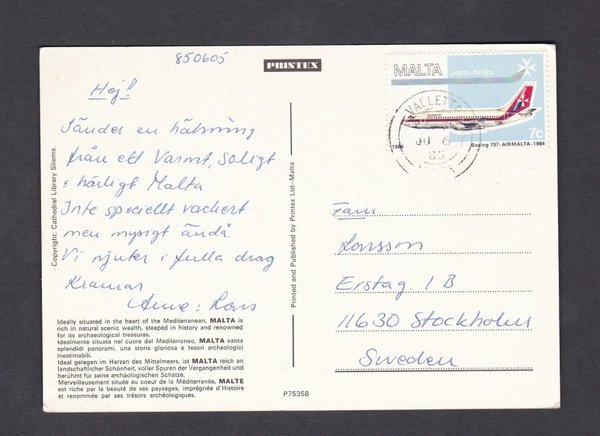 850605
PRINTEX
Hej!
Sänder en hälsning
från ett Varmt, soligt
& härligt Malta
Inte speciellt vackert
men mysigt ändå.
Vi njuter i fulla drag
Kramar
Anne & Lars
Copyright: Cathedral Library Sliema.
Ideally situated in the heart of the Mediterranean, MALTA is
rich in natural scenic wealth, steeped in history and renowned
for its archaeological treasures.
Idealmente situata nel cuore del Mediterraneo, MALTA vanta
splendidi panorami, una storia gloriosa e tesori archeologici
inestimabili.
Ideal gelegen im Herzen des Mittelmeers, ist MALTA reich an
landschaftlicher Schönheit, voller Spuren der Vergangenheit und
berühmt für seine archäologischen Schätze.
Merveilleusement située au coeur de la Méditerranée, MALTE
est riche par la beauté de ses paysages, imprégnée d'Histoire
et renommée par ses trésors archéologiques.
Printed and Published by Printex Ltd–Malta
P75358
MALTA posta bl-ajru
7c
1984 Boeing 737-AIRMALTA-1984
VALLETTA
JU 6
85
Fam.
Larsson
Erstag. 1 B
11630 Stockholm
Sweden